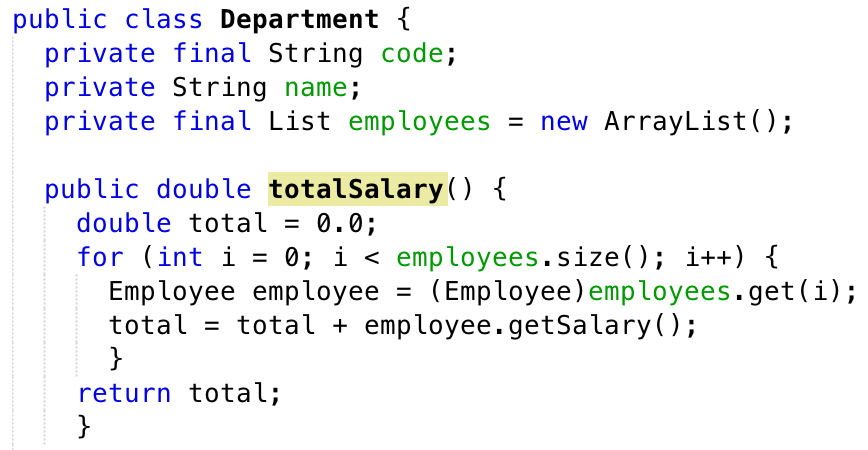 public class Department {
  private final String code;
  private String name;
  private final List employees = new ArrayList();

  public double totalSalary() {
    double total = 0.0;
    for (int i = 0; i < employees.size(); i++) {
      Employee employee = (Employee)employees.get(i);
      total = total + employee.getSalary();
      }
    return total;
    }